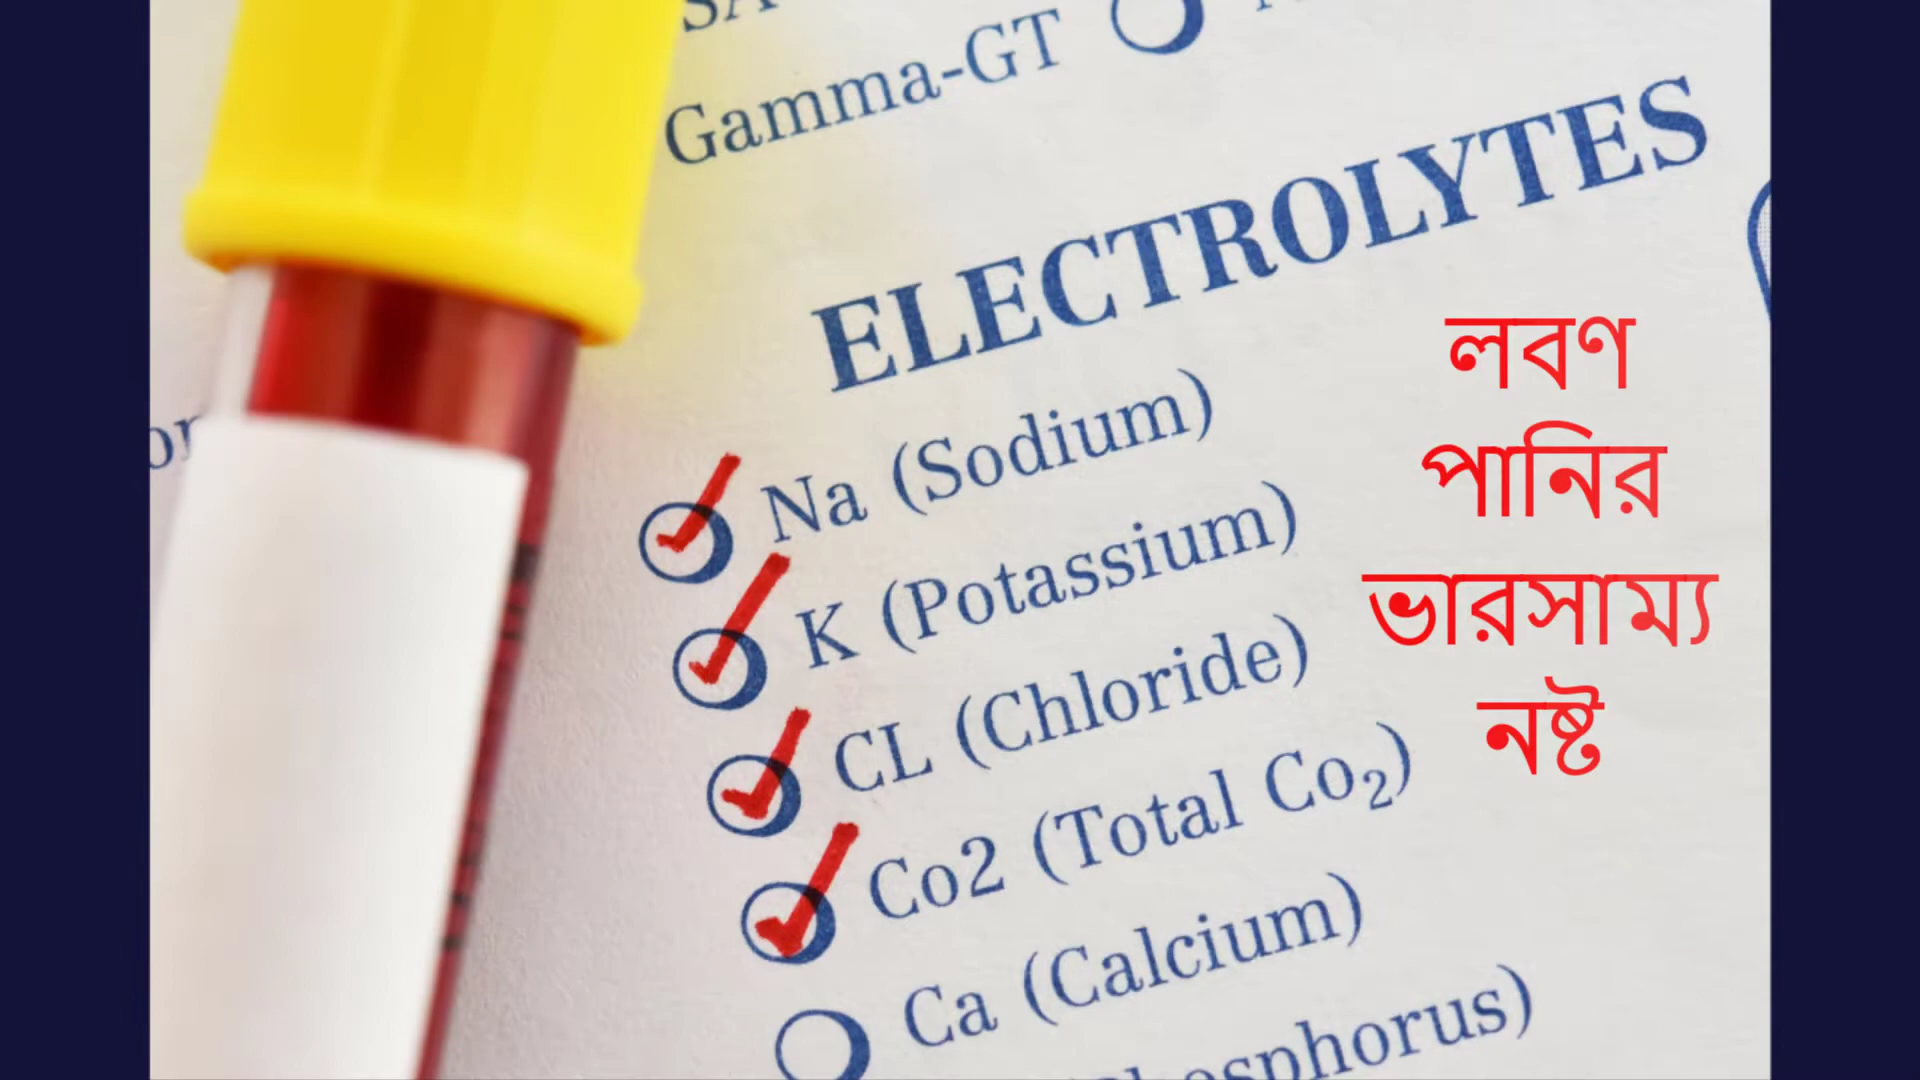 Gamma-GT
ELECTROLYTES
Na (Sodium)
K (Potassium)
CL (Chloride)
Co2 (Total Co₂)
Ca (Calcium)
লবণ
পানির
ভারসাম্য
নষ্ট